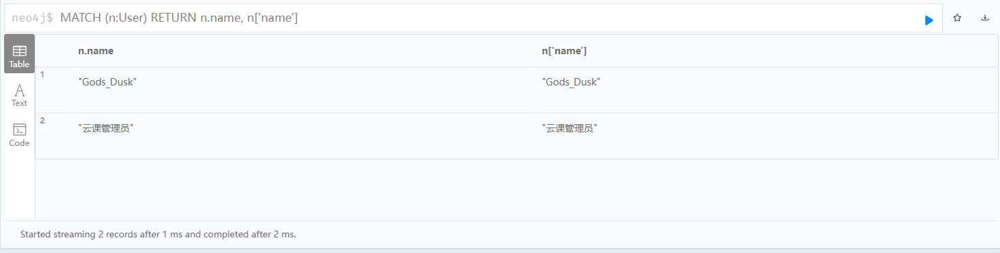 neo4j$ MATCH (n:User) RETURN n.name, n['name']
Table
Text
Code
n.name n['name']
1 "Gods_Dusk" "Gods_Dusk"
2 "云课管理员" "云课管理员"
Started streaming 2 records after 1 ms and completed after 2 ms.